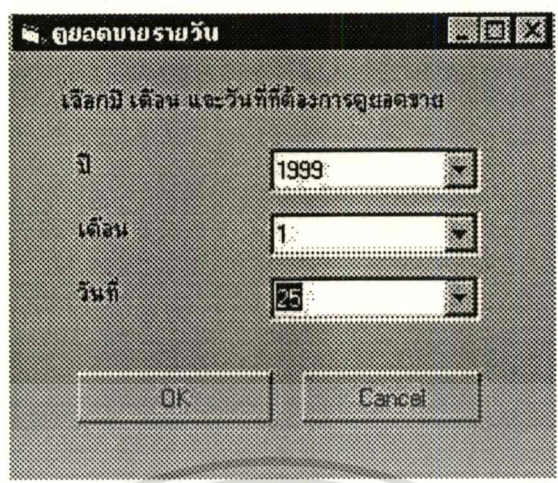 ดูยอดขายรายวัน
เลือกปี เดือน และวันที่ที่ต้องการดูยอดขาย
ปี 1999
เดือน 1
วันที่ 25
OK Cancel